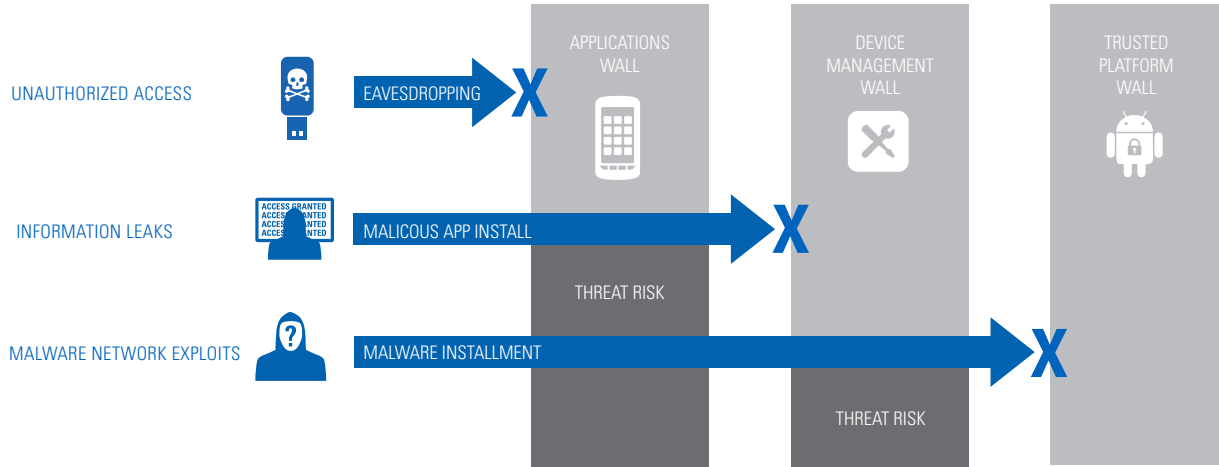 APPLICATIONS
WALL
DEVICE
MANAGEMENT
WALL
TRUSTED
PLATFORM
WALL
UNAUTHORIZED ACCESS
EAVESDROPPING
X
INFORMATION LEAKS
ACCESS GRANTED
ACCESS GRANTED
ACCESS GRANTED
ACCESS GRANTED
MALICOUS APP INSTALL
X
THREAT RISK
MALWARE NETWORK EXPLOITS
?
MALWARE INSTALLMENT
X
THREAT RISK